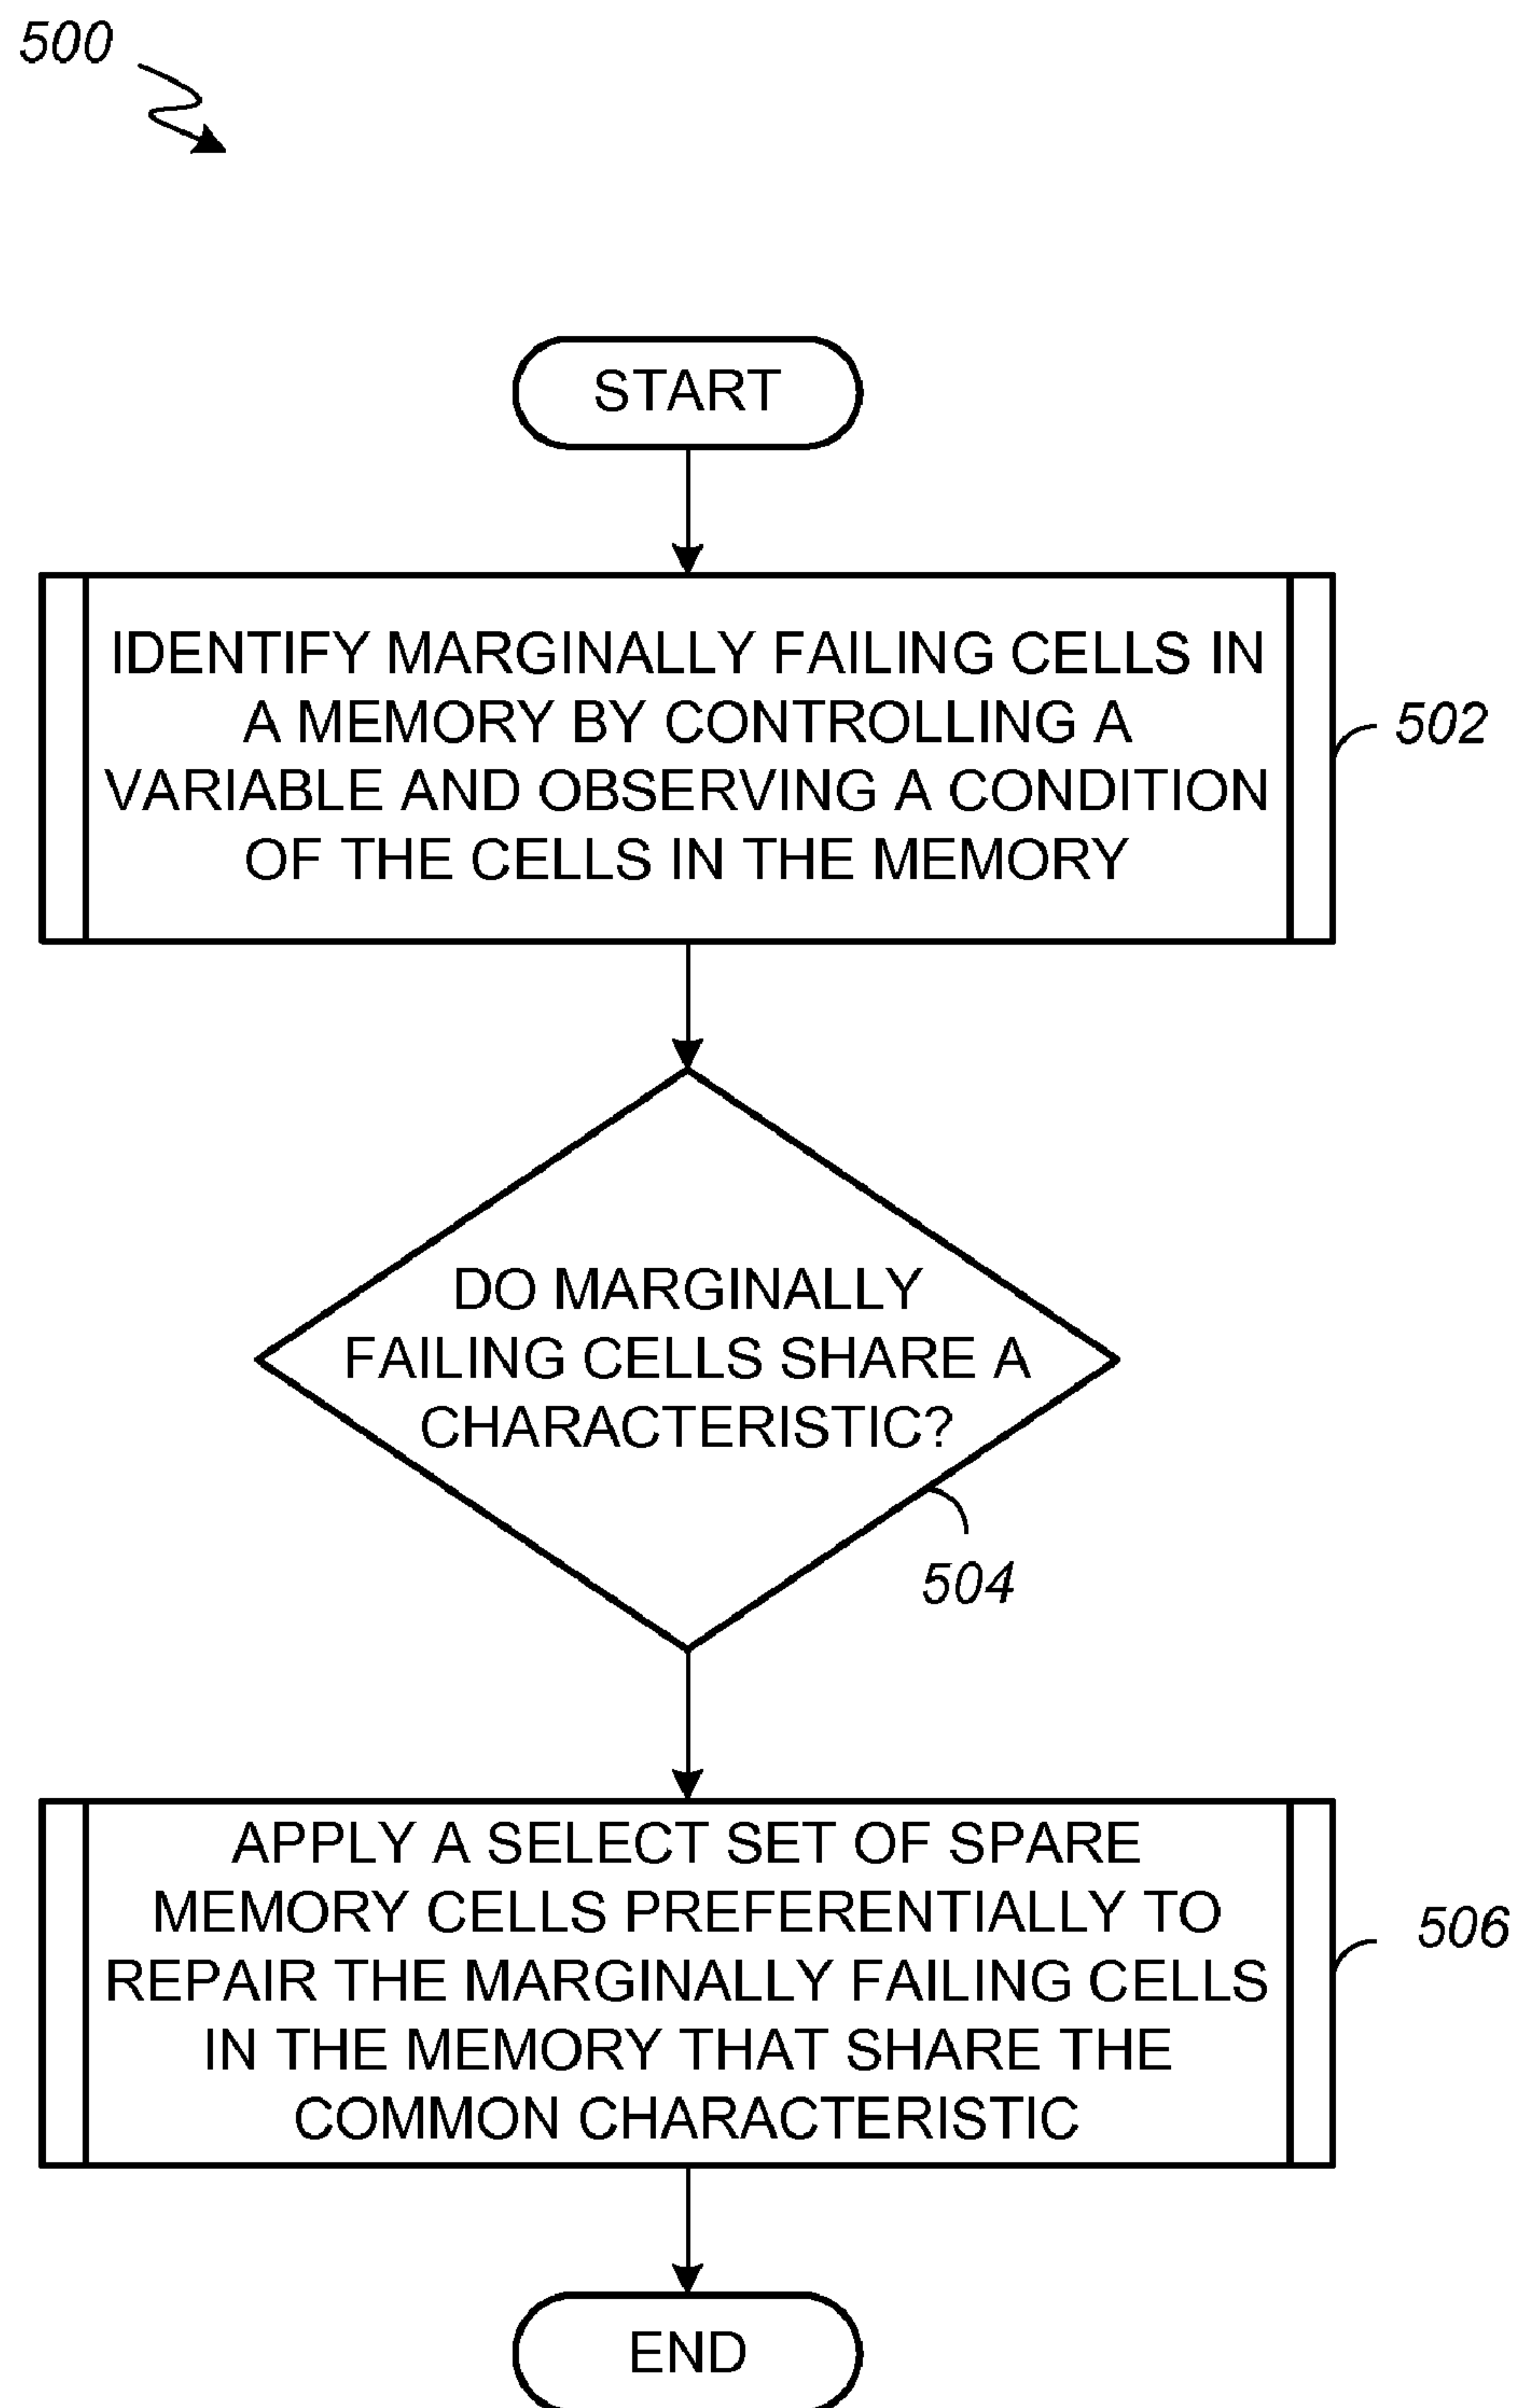 500
START
IDENTIFY MARGINALLY FAILING CELLS IN
A MEMORY BY CONTROLLING A
VARIABLE AND OBSERVING A CONDITION
OF THE CELLS IN THE MEMORY
502
DO MARGINALLY
FAILING CELLS SHARE A
CHARACTERISTIC?
504
APPLY A SELECT SET OF SPARE
MEMORY CELLS PREFERENTIALLY TO
REPAIR THE MARGINALLY FAILING CELLS
IN THE MEMORY THAT SHARE THE
COMMON CHARACTERISTIC
506
END